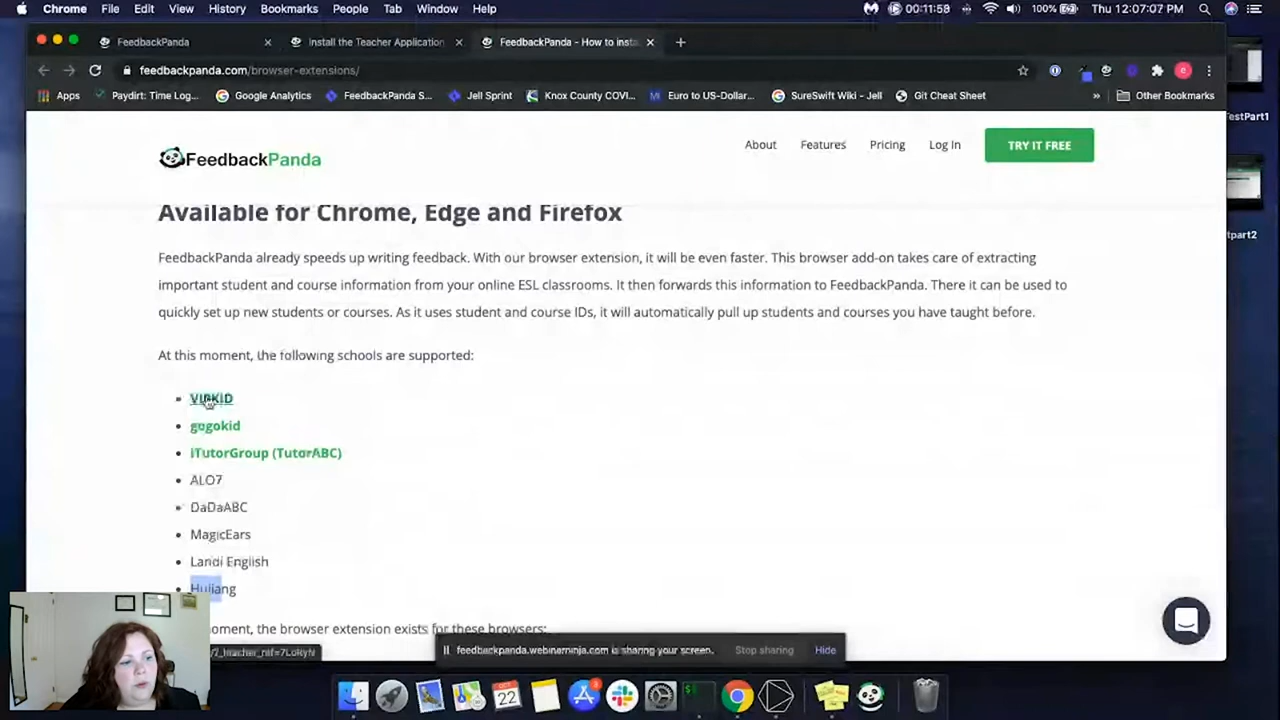 Chrome File Edit View History Bookmarks People Tab Window Help 00:11:58 100% Thu 12:07:07 PM
FeedbackPanda Install the Teacher Application FeedbackPanda - How to insta
feedbackpanda.com/browser-extensions/
Apps Paydirt: Time Log... Google Analytics FeedbackPanda S... Jell Sprint Knox County COVI... Euro to US-Dollar... SureSwift Wiki - Jell Git Cheat Sheet » Other Bookmarks
FeedbackPanda About Features Pricing Log In TRY IT FREE
TestPart1
Available for Chrome, Edge and Firefox
tpart2
FeedbackPanda already speeds up writing feedback. With our browser extension, it will be even faster. This browser add-on takes care of extracting
important student and course information from your online ESL classrooms. It then forwards this information to FeedbackPanda. There it can be used to
quickly set up new students or courses. As it uses student and course IDs, it will automatically pull up students and courses you have taught before.
At this moment, the following schools are supported:
VIPKID
gogokid
iTutorGroup (TutorABC)
ALO7
DaDaABC
MagicEars
Landi English
Hujiang
moment, the browser extension exists for these browsers:
feedbackpanda.webinarninja.com is sharing your screen. Stop sharing Hide
OCT
22
3